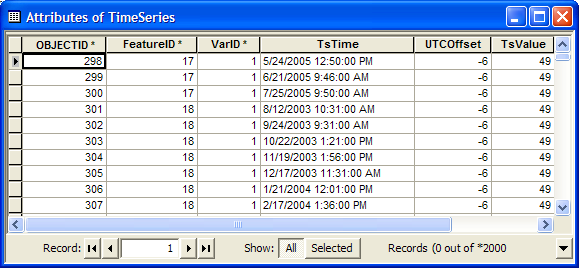 Attributes of TimeSeries
OBJECTID * FeatureID * VarID * TsTime UTCOffset TsValue
298 17 1 5/24/2005 12:50:00 PM -6 49
299 17 1 6/21/2005 9:46:00 AM -6 49
300 17 1 7/25/2005 9:50:00 AM -6 49
301 18 1 8/12/2003 10:31:00 AM -6 49
302 18 1 9/24/2003 9:31:00 AM -6 49
303 18 1 10/22/2003 1:21:00 PM -6 49
304 18 1 11/19/2003 1:56:00 PM -6 49
305 18 1 12/17/2003 11:31:00 AM -6 49
306 18 1 1/21/2004 12:01:00 PM -6 49
307 18 1 2/17/2004 1:36:00 PM -6 49
Record: 1 Show: All Selected Records (0 out of *2000